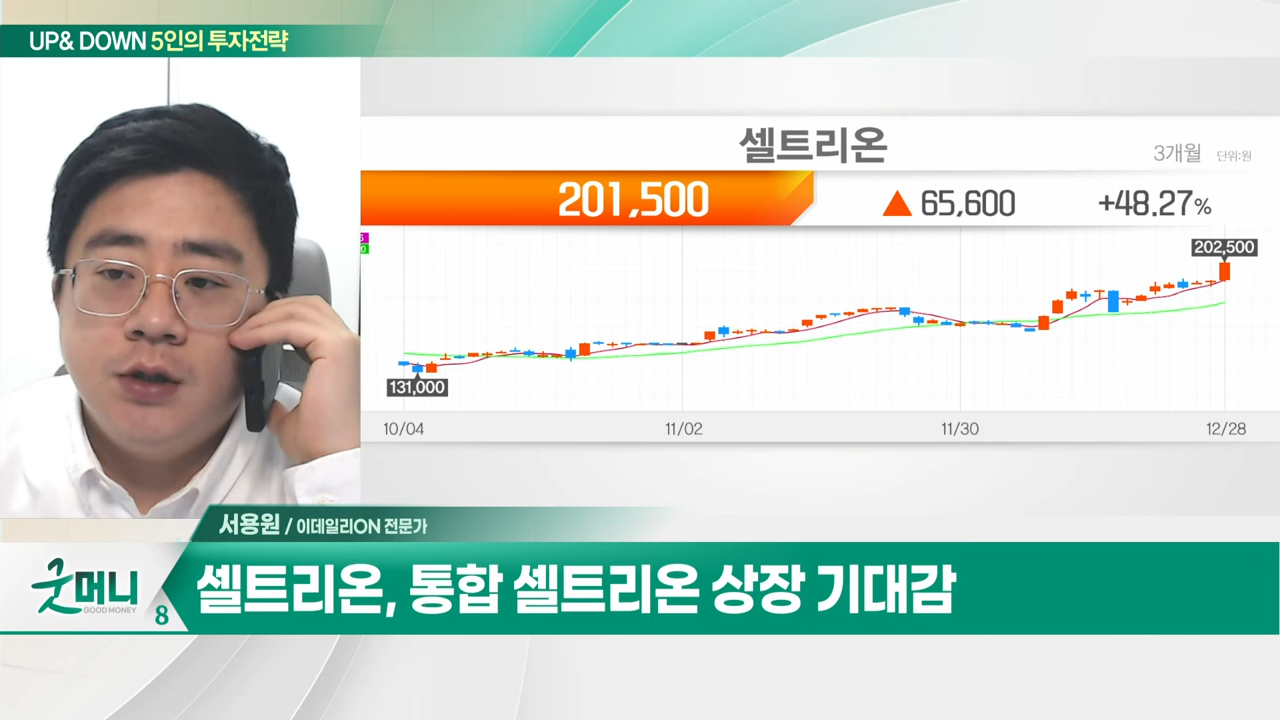 UP& DOWN 5인의 투자전략
셀트리온
3개월 단위:원
201,500 ▲ 65,600 +48.27%
202,500
131,000
10/04 11/02 11/30 12/28
서용원 / 이데일리ON 전문가
굿머니
GOOD MONEY
8
셀트리온, 통합 셀트리온 상장 기대감